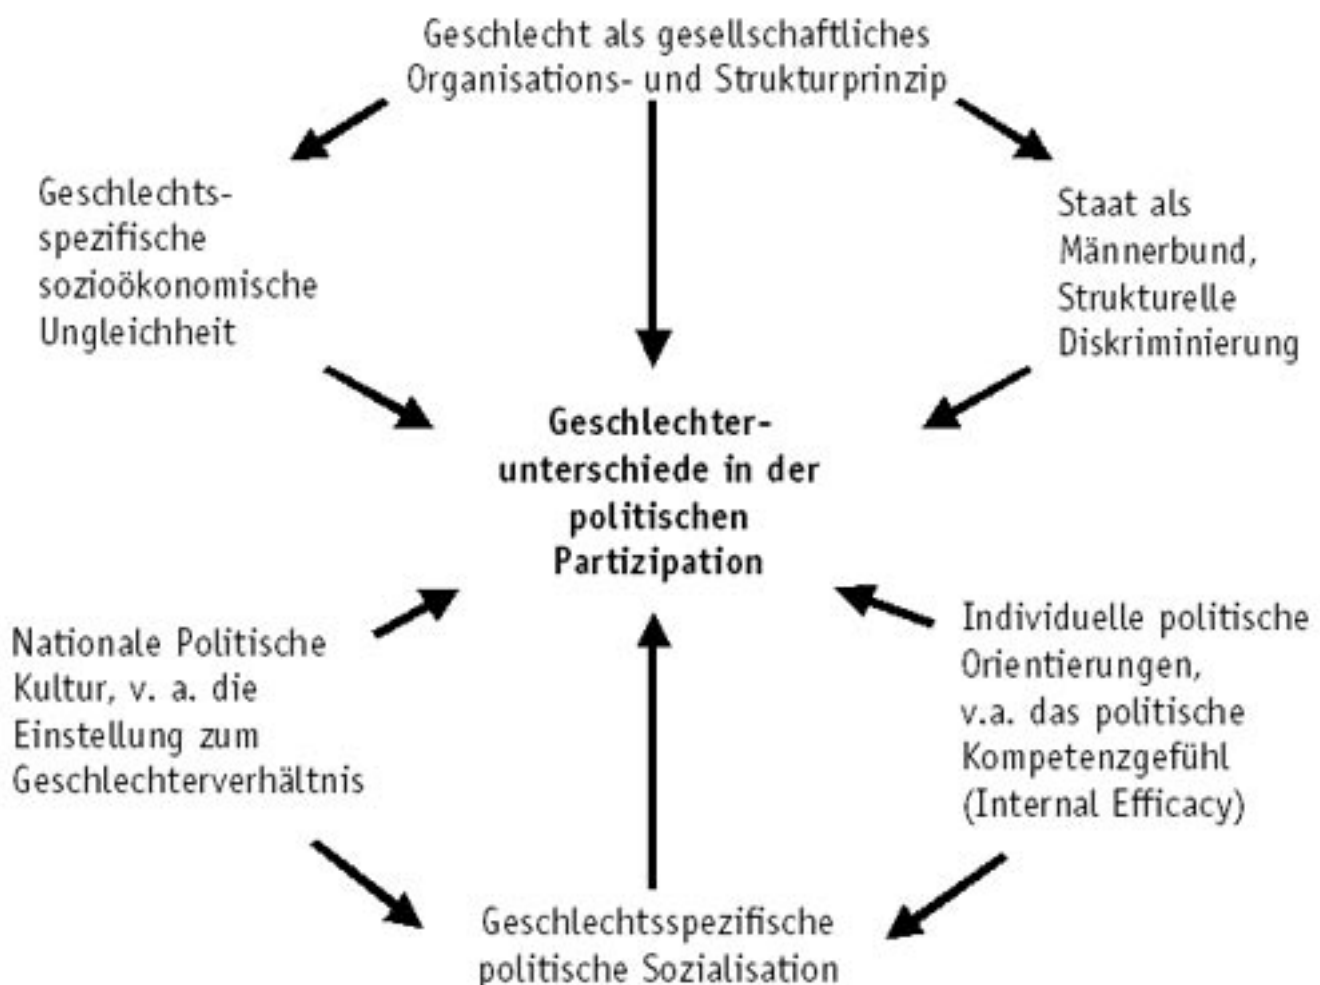 Geschlecht als gesellschaftliches
Organisations- und Strukturprinzip
Geschlechts-
spezifische
sozioökonomische
Ungleichheit
Staat als
Männerbund,
Strukturelle
Diskriminierung
Geschlechter-
unterschiede in der
politischen
Partizipation
Nationale Politische
Kultur, v. a. die
Einstellung zum
Geschlechterverhältnis
Individuelle politische
Orientierungen,
v.a. das politische
Kompetenzgefühl
(Internal Efficacy)
Geschlechtsspezifische
politische Sozialisation